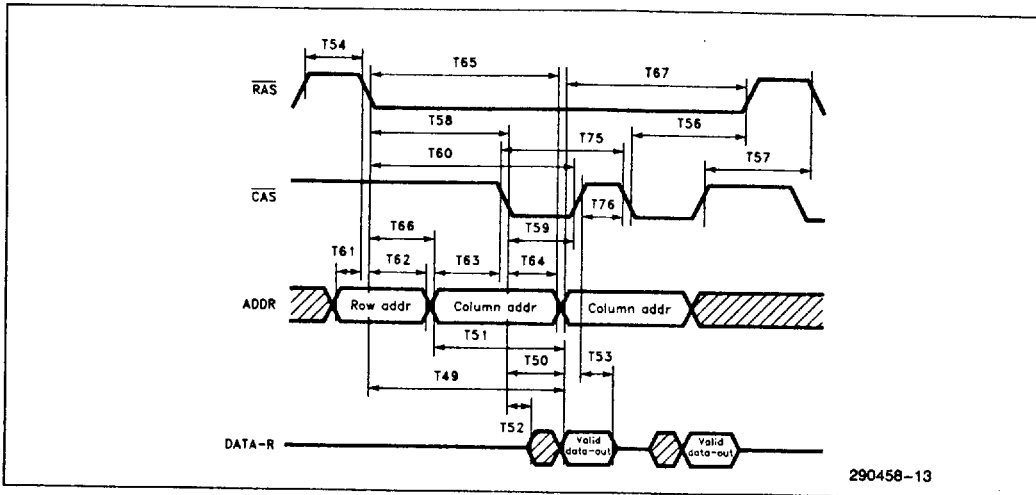 T54
T65
T67
RAS
T58
T56
T75
T60
T57
CAS
T76
T66
T59
T61
T62
T63
T64
ADDR
Row addr
Column addr
Column addr
T51
T50
T53
T49
T52
DATA-R
Valid
data-out
Valid
data-out
290458-13